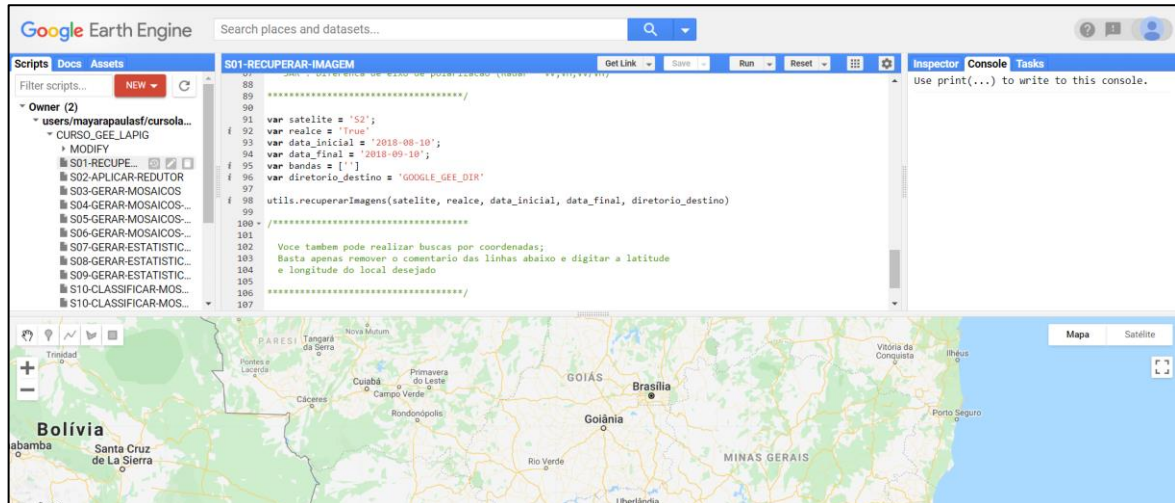 Google Earth Engine
Search places and datasets...
Scripts Docs Assets
Filter scripts...
NEW
Owner (2)
users/mayarapaulasf/cursola...
CURSO_GEE_LAPIG
MODIFY
S01-RECUPE...
S02-APLICAR-REDUTOR
S03-GERAR-MOSAICOS
S04-GERAR-MOSAICOS-...
S05-GERAR-MOSAICOS-...
S06-GERAR-MOSAICOS-...
S07-GERAR-ESTATISTIC...
S08-GERAR-ESTATISTIC...
S09-GERAR-ESTATISTIC...
S10-CLASSIFICAR-MOS...
S10-CLASSIFICAR-MOS...
S01-RECUPERAR-IMAGEM
Get Link Save Run Reset
88
89 ************************************/
90
91 var satelite = 'S2';
i 92 var realce = 'True'
93 var data_inicial = '2018-08-10';
94 var data_final = '2018-09-10';
i 95 var bandas = ['']
i 96 var diretorio_destino = 'GOOGLE_GEE_DIR'
97
i 98 utils.recuperarImagens(satelite, realce, data_inicial, data_final, diretorio_destino)
99
100 /************************************
101
102 Voce tambem pode realizar buscas por coordenadas;
103 Basta apenas remover o comentario das linhas abaixo e digitar a latitude
104 e longitude do local desejado
105
106 ************************************/
107
Inspector Console Tasks
Use print(...) to write to this console.
Mapa Satélite
Trinidad
PARESI
Tangará
da Serra
Nova Mutum
Pontes e
Lacerda
Cuiabá
Primavera
do Leste
Campo Verde
Cáceres
Rondonópolis
GOIÁS
Brasília
Goiânia
Vitória da
Conquista
Ilhéus
Porto Seguro
Bolívia
abamba
Santa Cruz
de La Sierra
Rio Verde
MINAS GERAIS
Uberlândia